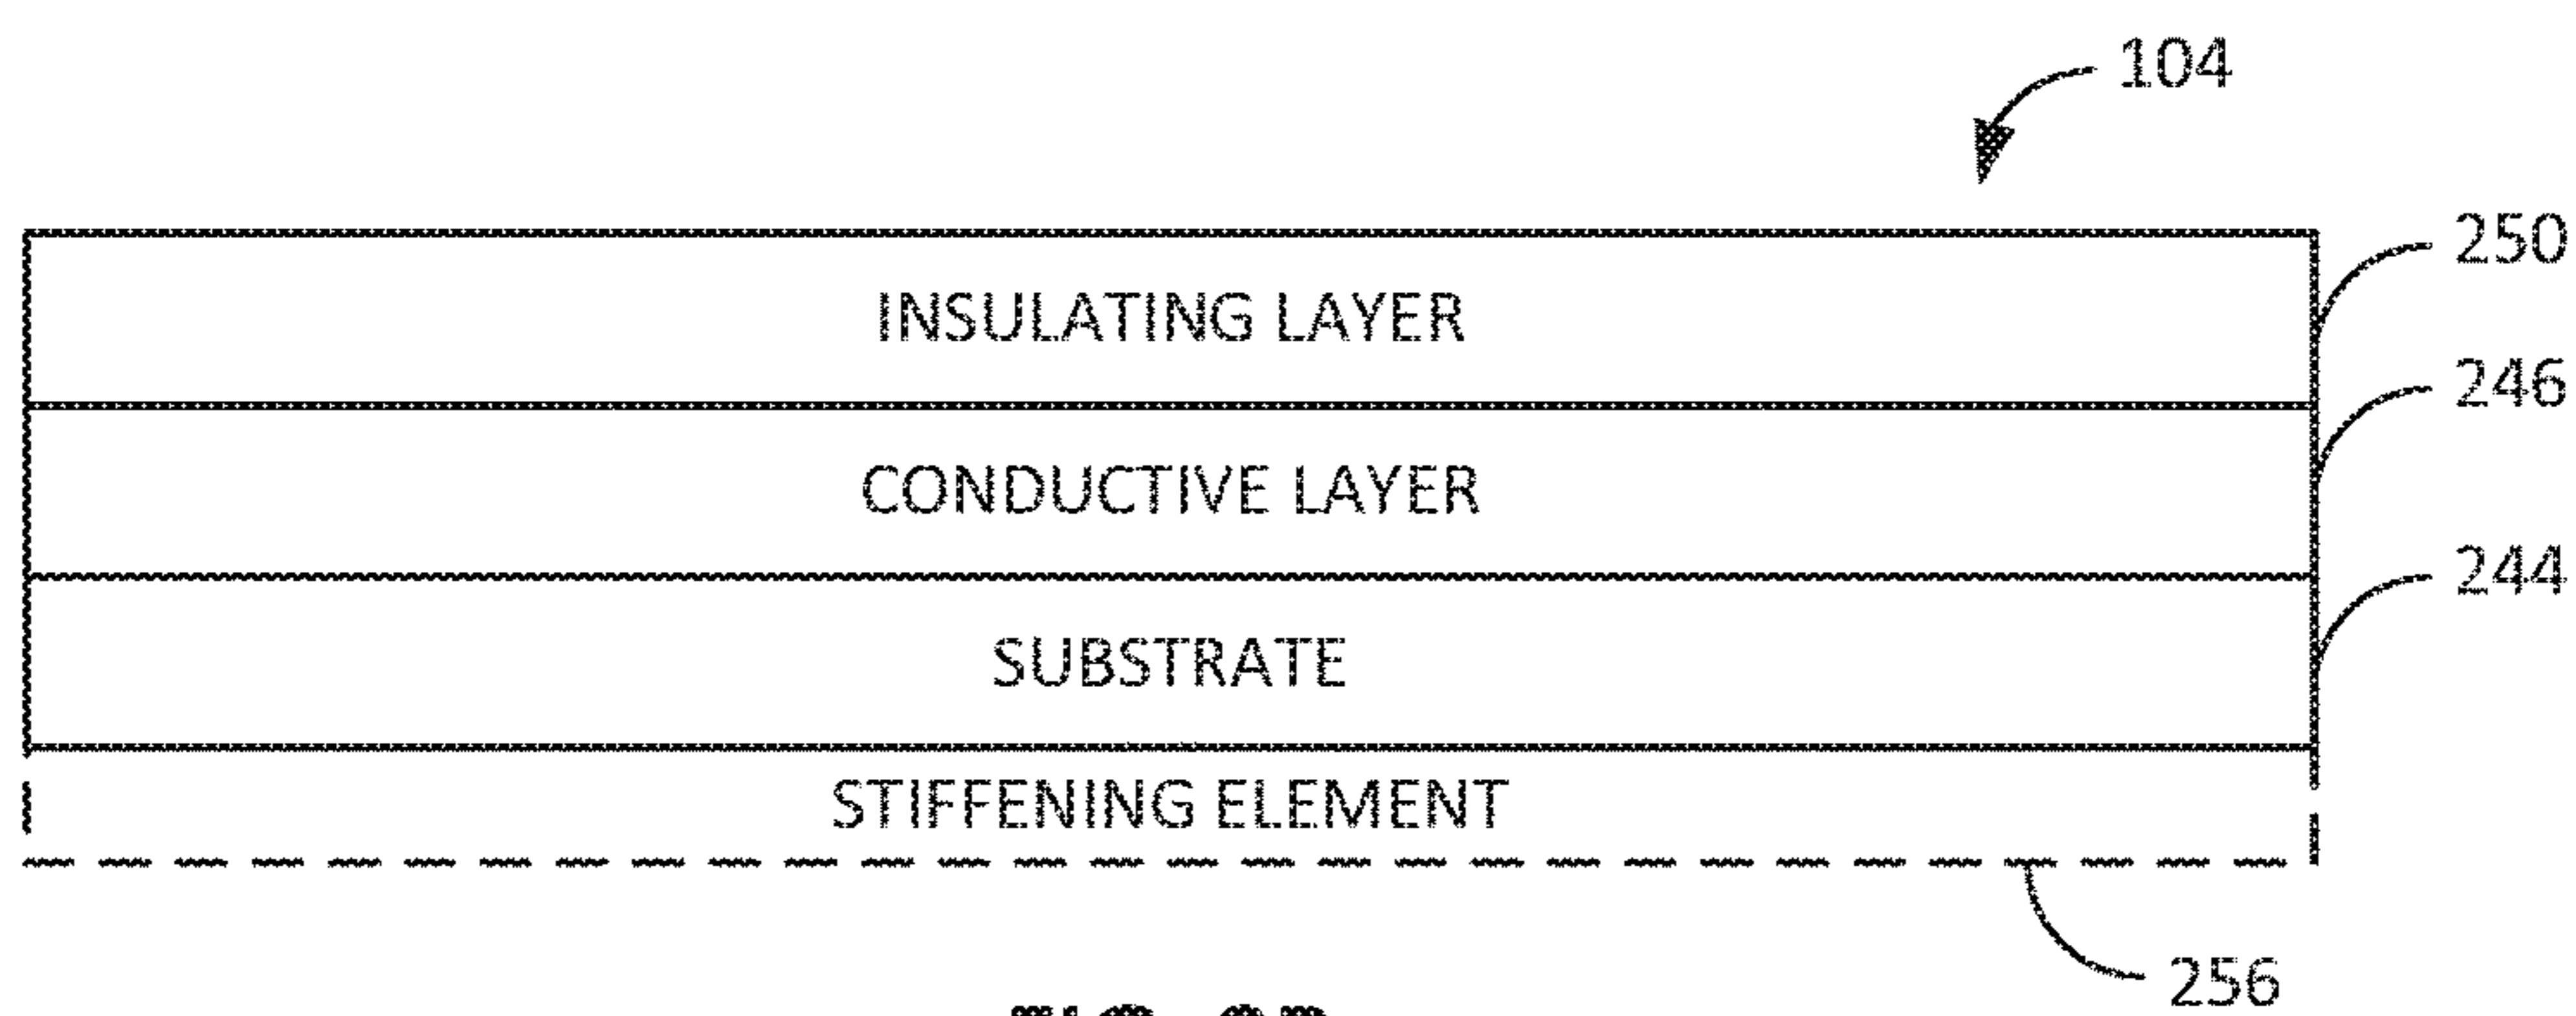 104
250
INSULATING LAYER
246
CONDUCTIVE LAYER
244
SUBSTRATE
STIFFENING ELEMENT
256